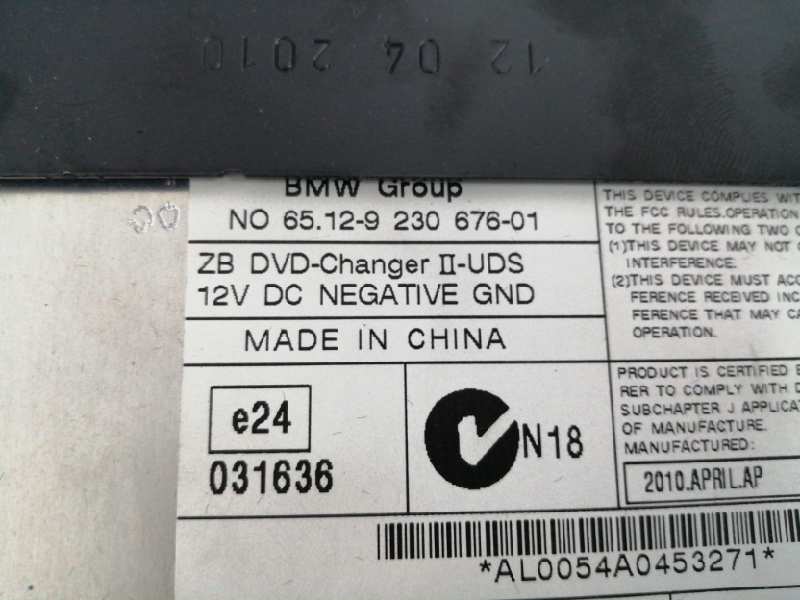 12 04 2010
BMW Group
NO 65.12-9 230 676-01
ZB DVD-Changer II-UDS
12V DC NEGATIVE GND
MADE IN CHINA
e24
031636
N18
THIS DEVICE COMPLIES WIT
THE FCC RULES.OPERATION
TO THE FOLLOWING TWO
(1)THIS DEVICE MAY NOT
INTERFERENCE.
(2)THIS DEVICE MUST ACC
FERENCE RECEIVED INC
FERENCE THAT MAY CA
OPERATION.
PRODUCT IS CERTIFIED
RER TO COMPLY WITH
SUBCHAPTER J APPLICAT
OF MANUFACTURE.
MANUFACTURED:
2010.APRIL.AP
*AL0054A0453271*